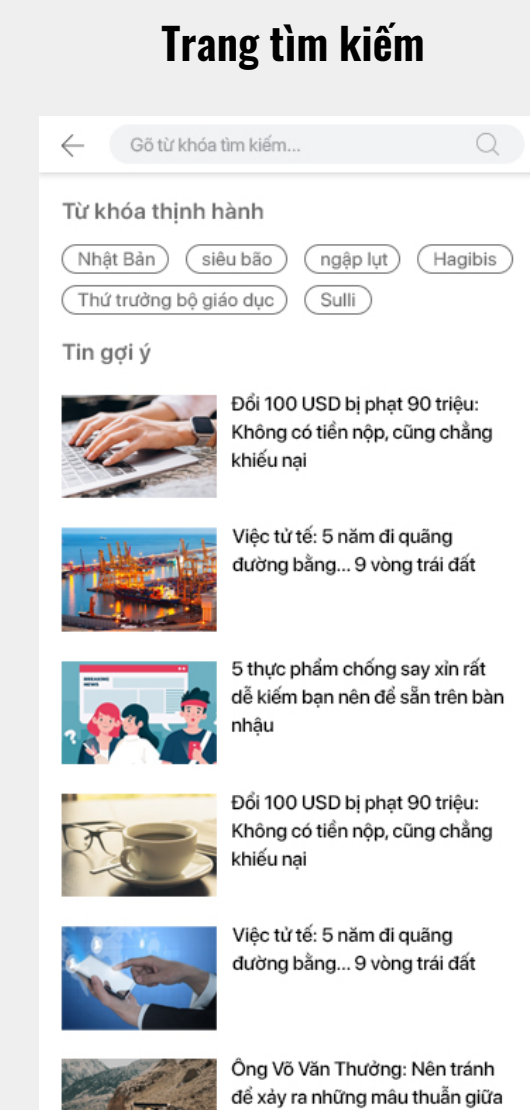 Trang tìm kiếm
Gõ từ khóa tìm kiếm...
Từ khóa thịnh hành
Nhật Bản siêu bão ngập lụt Hagibis
Thứ trưởng bộ giáo dục Sulli
Tin gợi ý
Đổi 100 USD bị phạt 90 triệu:
Không có tiền nộp, cũng chẳng
khiếu nại
Việc tử tế: 5 năm đi quãng
đường bằng... 9 vòng trái đất
BREAKING
NEWS
5 thực phẩm chống say xỉn rất
dễ kiếm bạn nên để sẵn trên bàn
nhậu
Đổi 100 USD bị phạt 90 triệu:
Không có tiền nộp, cũng chẳng
khiếu nại
Việc tử tế: 5 năm đi quãng
đường bằng... 9 vòng trái đất
Ông Võ Văn Thưởng: Nên tránh
để xảy ra những mâu thuẫn giữa